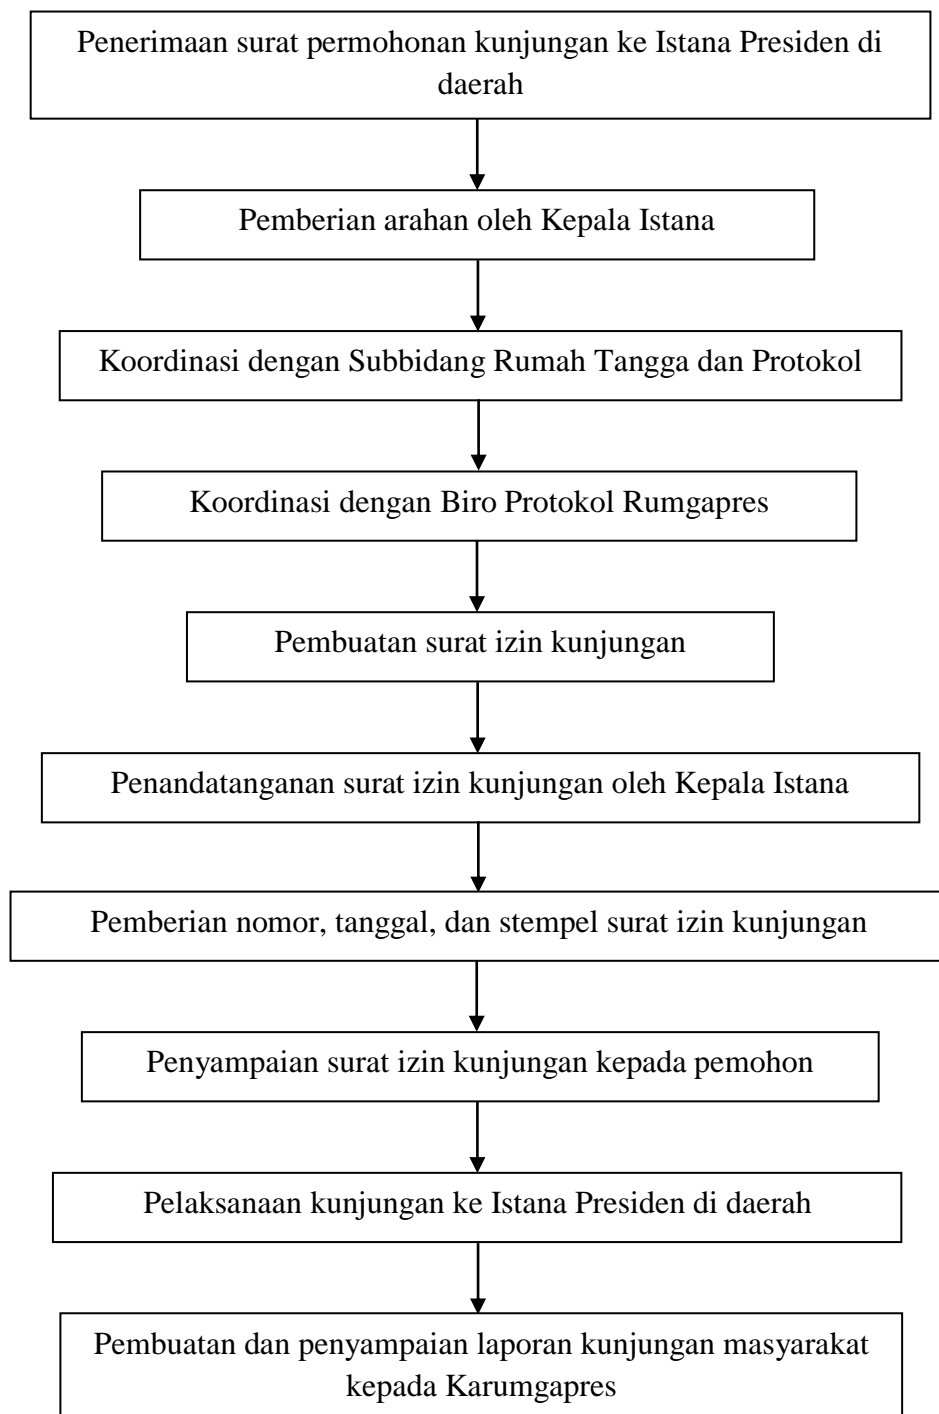 Penerimaan surat permohonan kunjungan ke Istana Presiden di
daerah
Pemberian arahan oleh Kepala Istana
Koordinasi dengan Subbidang Rumah Tangga dan Protokol
Koordinasi dengan Biro Protokol Rumgapres
Pembuatan surat izin kunjungan
Penandatanganan surat izin kunjungan oleh Kepala Istana
Pemberian nomor, tanggal, dan stempel surat izin kunjungan
Penyampaian surat izin kunjungan kepada pemohon
Pelaksanaan kunjungan ke Istana Presiden di daerah
Pembuatan dan penyampaian laporan kunjungan masyarakat
kepada Karumgapres